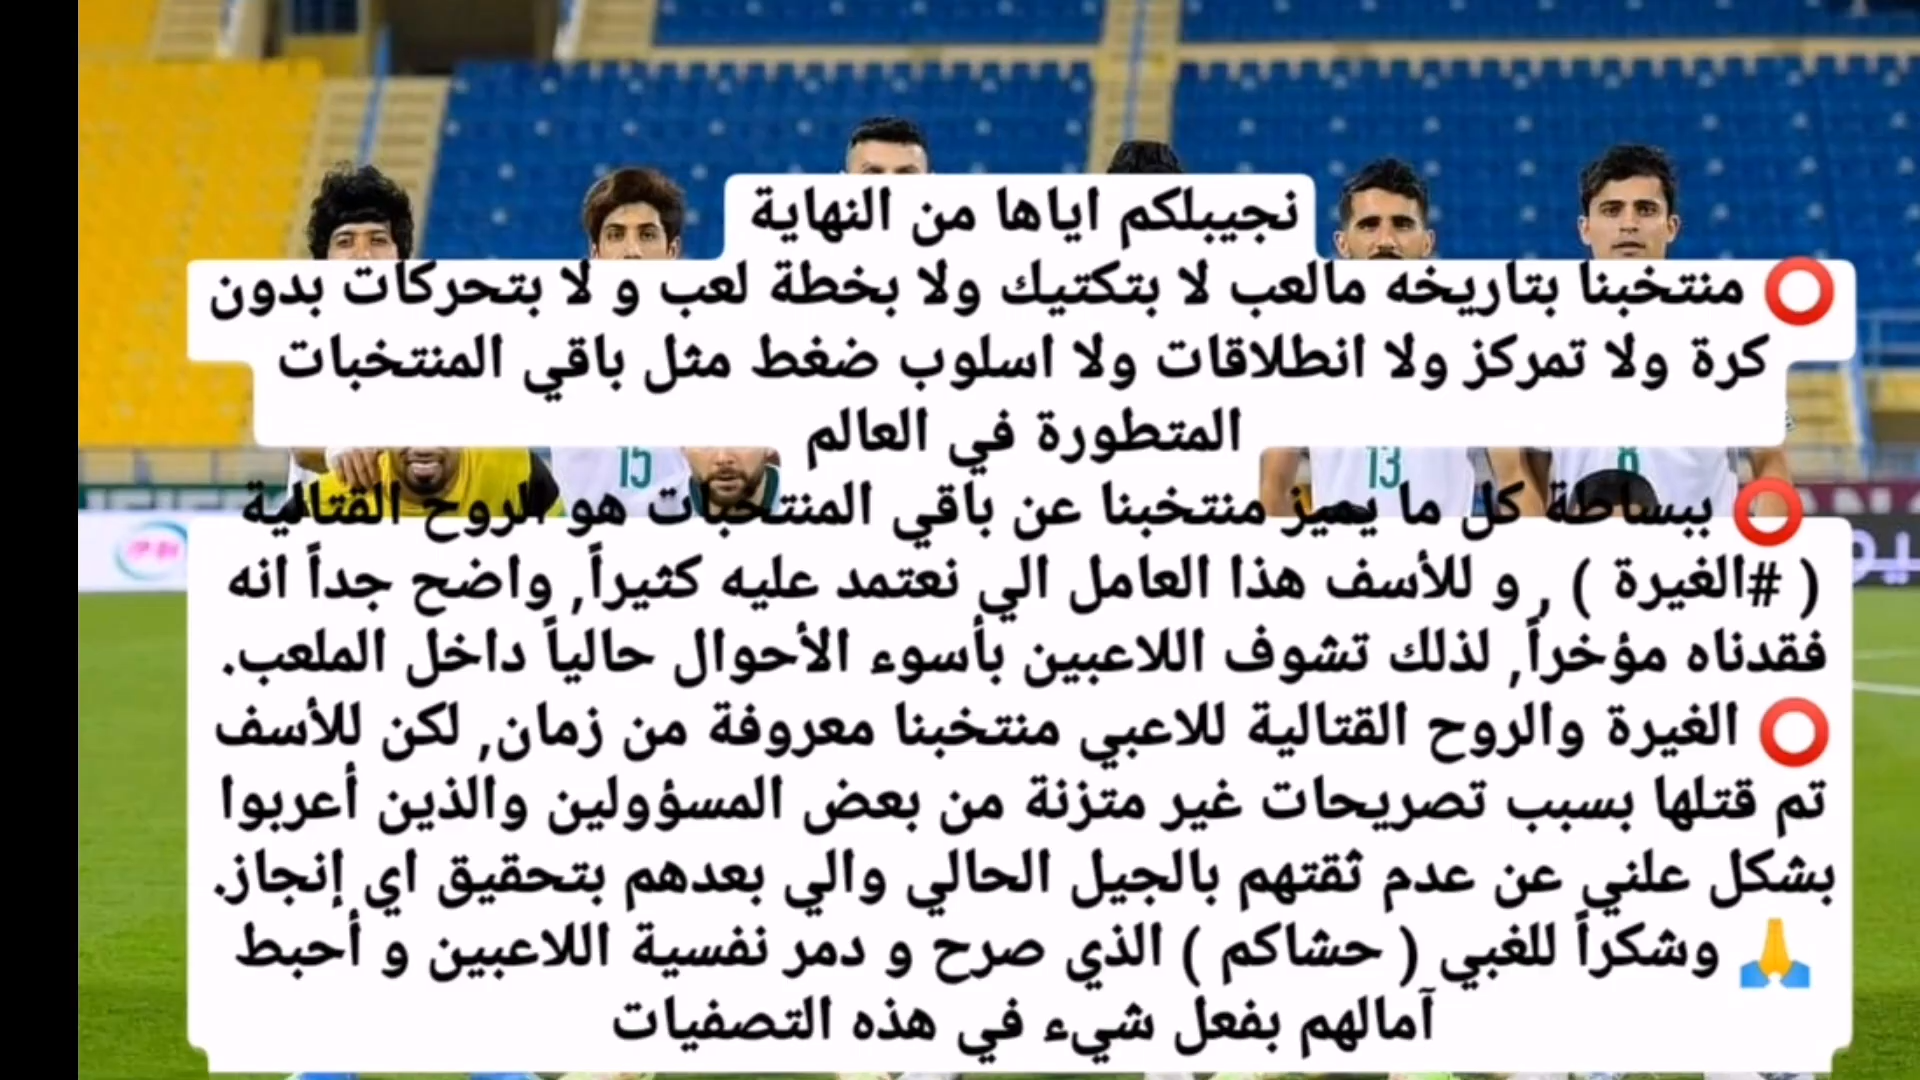 نجيبلكم اياها من النهاية
⭕ منتخبنا بتاريخه مالعب لا بتكتيك ولا بخطة لعب و لا بتحركات بدون
كرة ولا تمركز ولا انطلاقات ولا اسلوب ضغط مثل باقي المنتخبات
المتطورة في العالم
⭕ ببساطة كل ما يميز منتخبنا عن باقي المنتخبات هو الروح القتالية
( #الغيرة ) , و للأسف هذا العامل الي نعتمد عليه كثيراً, واضح جداً انه
فقدناه مؤخراً, لذلك تشوف اللاعبين بأسوء الأحوال حالياً داخل الملعب.
⭕ الغيرة والروح القتالية للاعبي منتخبنا معروفة من زمان, لكن للأسف
تم قتلها بسبب تصريحات غير متزنة من بعض المسؤولين والذين أعربوا
بشكل علني عن عدم ثقتهم بالجيل الحالي والي بعدهم بتحقيق اي إنجاز.
🙏 وشكراً للغبي ( حشاكم ) الذي صرح و دمر نفسية اللاعبين و أحبط
آمالهم بفعل شيء في هذه التصفيات
15
13
8